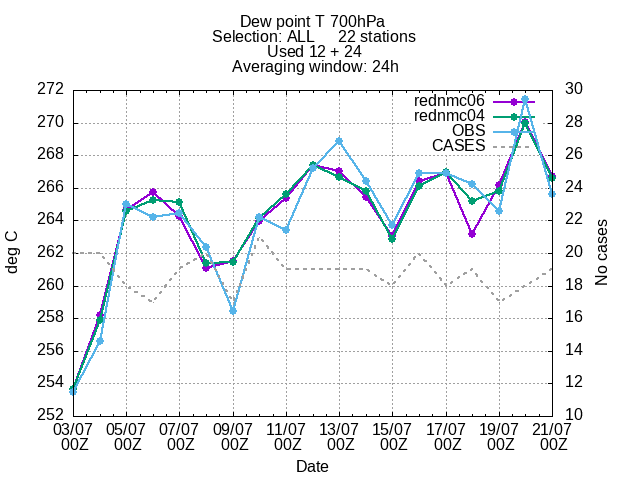 Dew point T 700hPa
Selection: ALL 22 stations
Used 12 + 24
Averaging window: 24h
272
270
268
266
264
262
260
258
256
254
252
30
28
26
24
22
20
18
16
14
12
10
rednmc06
rednmc04
OBS
CASES
deg C
No cases
03/07 05/07 07/07 09/07 11/07 13/07 15/07 17/07 19/07 21/07
00Z 00Z 00Z 00Z 00Z 00Z 00Z 00Z 00Z 00Z
Date